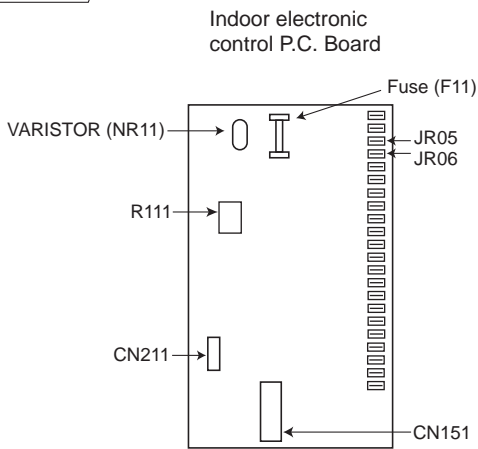 Indoor electronic
control P.C. Board
Fuse (F11)
VARISTOR (NR11)
JR05
JR06
R111
CN211
CN151